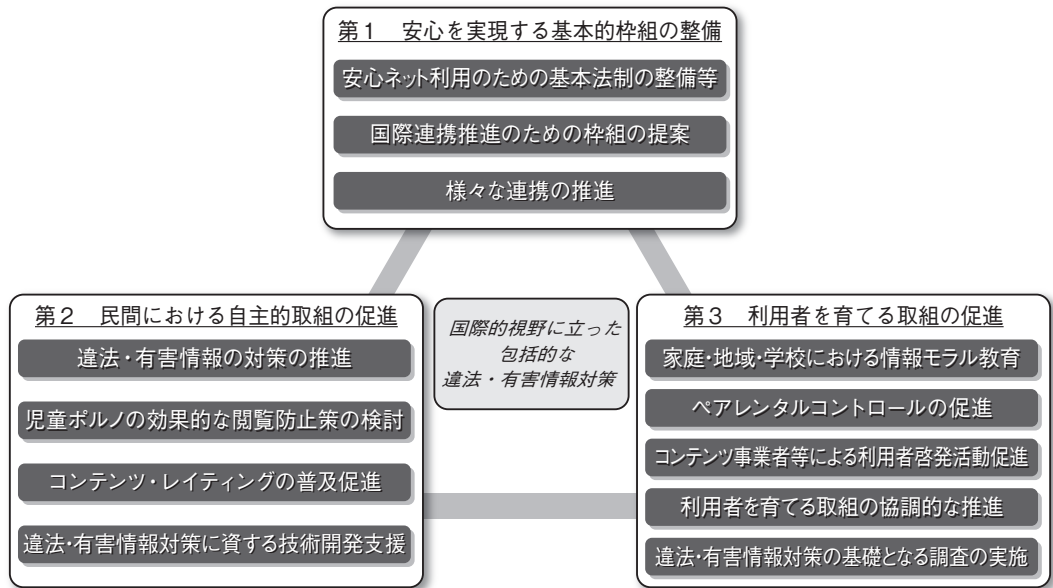 第1 安心を実現する基本的枠組の整備
安心ネット利用のための基本法制の整備等
国際連携推進のための枠組の提案
様々な連携の推進
第2 民間における自主的取組の促進
違法・有害情報の対策の推進
児童ポルノの効果的な閲覧防止策の検討
コンテンツ・レイティングの普及促進
違法・有害情報対策に資する技術開発支援
国際的視野に立った
包括的な
違法・有害情報対策
第3 利用者を育てる取組の促進
家庭・地域・学校における情報モラル教育
ペアレンタルコントロールの促進
コンテンツ事業者等による利用者啓発活動促進
利用者を育てる取組の協調的な推進
違法・有害情報対策の基礎となる調査の実施